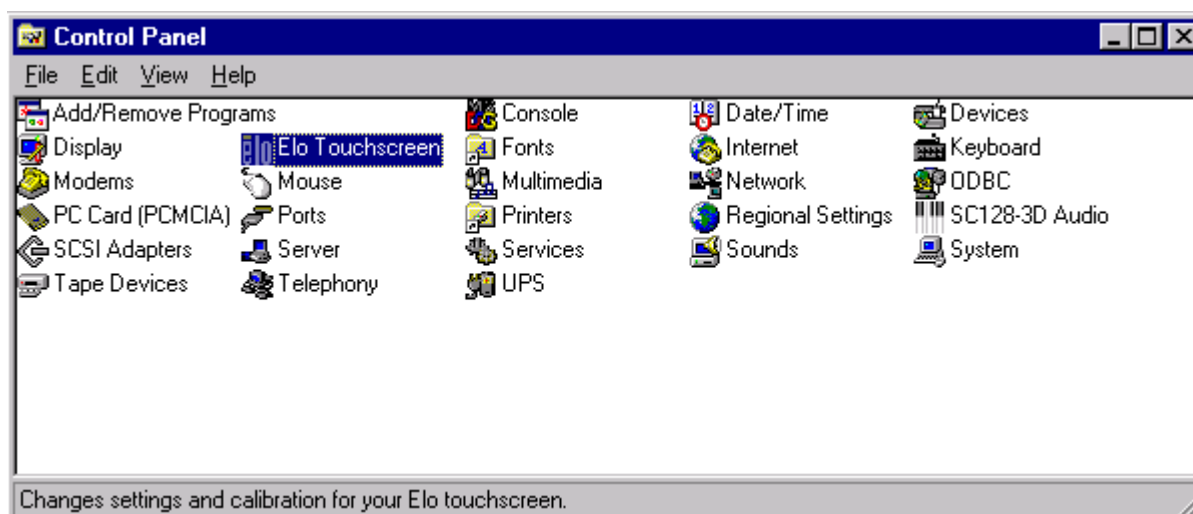 Control Panel
File Edit View Help
Add/Remove Programs Console Date/Time Devices
Display Elo Touchscreen Fonts Internet Keyboard
Modems Mouse Multimedia Network ODBC
PC Card (PCMCIA) Ports Printers Regional Settings SC128-3D Audio
SCSI Adapters Server Services Sounds System
Tape Devices Telephony UPS
Changes settings and calibration for your Elo touchscreen.